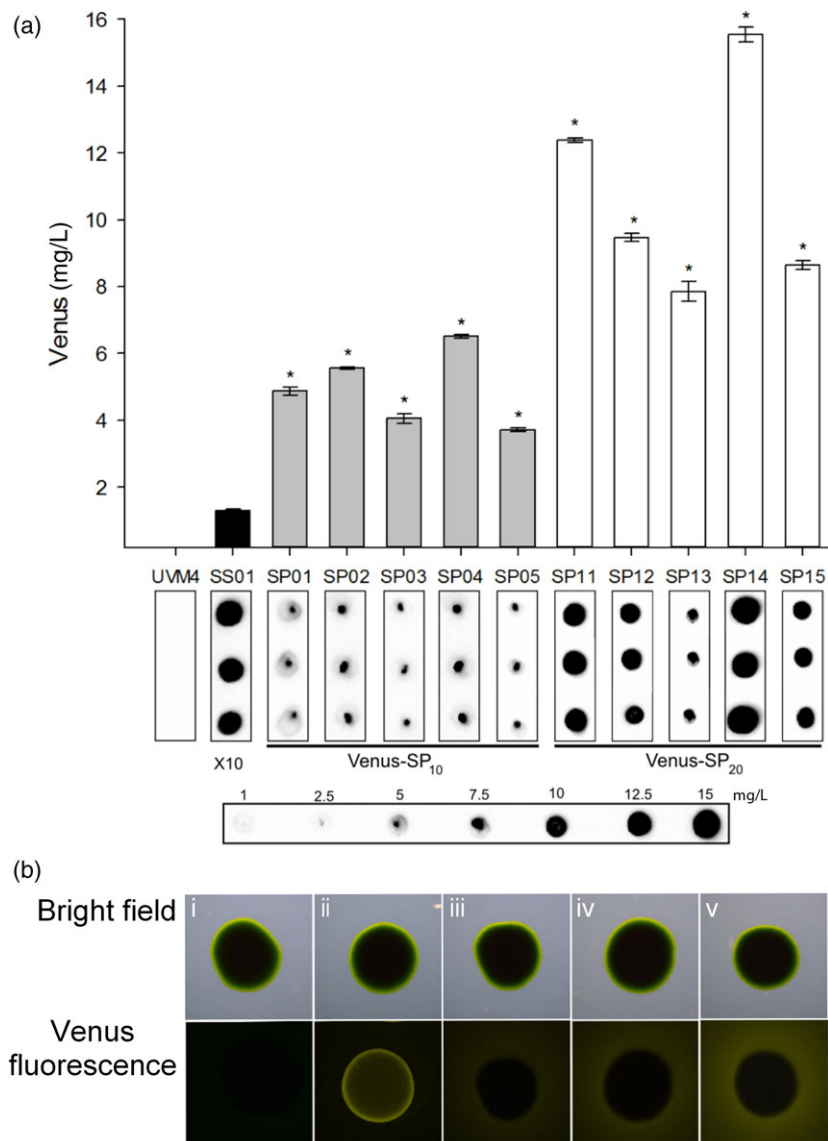 (a)
16
14
12
10
8
6
4
2
Venus (mg/L)
* * * * * * * * * *
UVM4 SS01 SP01 SP02 SP03 SP04 SP05 SP11 SP12 SP13 SP14 SP15
X10 Venus-SP10 Venus-SP20
1 2.5 5 7.5 10 12.5 15 mg/L
(b)
Bright field
i ii iii iv v
Venus
fluorescence